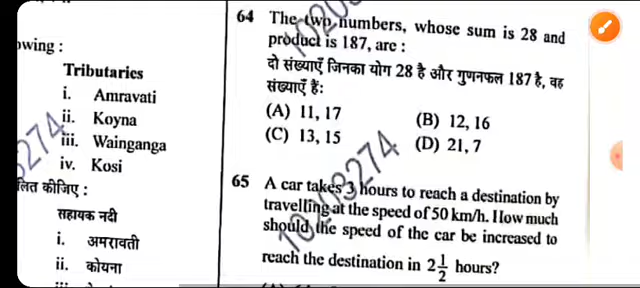 owing :
Tributaries
i. Amravati
ii. Koyna
iii. Wainganga
iv. Kosi
लित कीजिए :
सहायक नदी
i. अमरावती
ii. कोयना
64 The two numbers, whose sum is 28 and
product is 187, are :
दो संख्याएँ जिनका योग 28 है और गुणनफल 187 है, वह
संख्याएँ हैं:
(A) 11, 17 (B) 12, 16
(C) 13, 15 (D) 21, 7
65 A car takes 3 hours to reach a destination by
travelling at the speed of 50 km/h. How much
should the speed of the car be increased to
reach the destination in 2 1/2 hours?
10203274